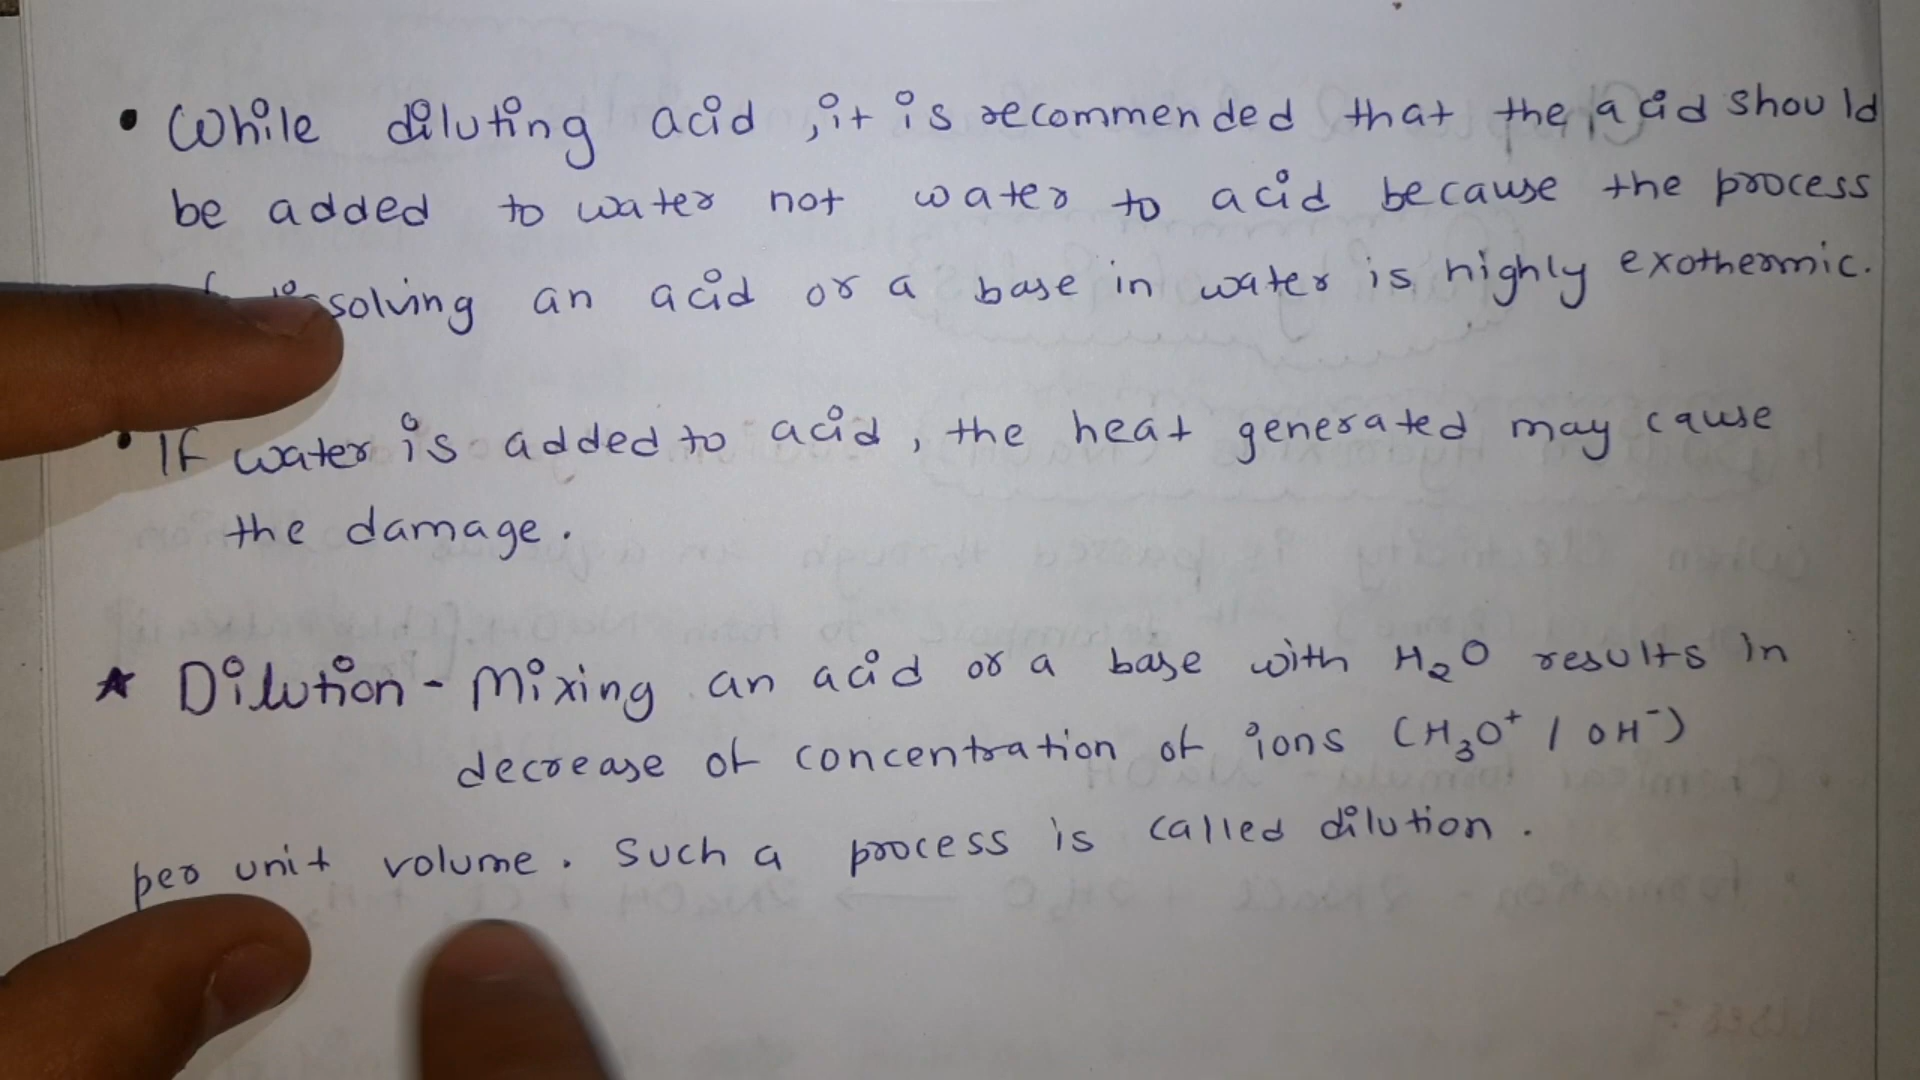 • While diluting acid, it is recommended that the acid should
be added to water not water to acid because the process
an acid or a base in water is highly exothermic.
• If water is added to acid, the heat generated may cause
the damage.
★ Dilution - Mixing an acid or a base with H₂O results in
decrease of concentration of ions (H₃O⁺ / OH⁻)
per unit volume. Such a process is called dilution.